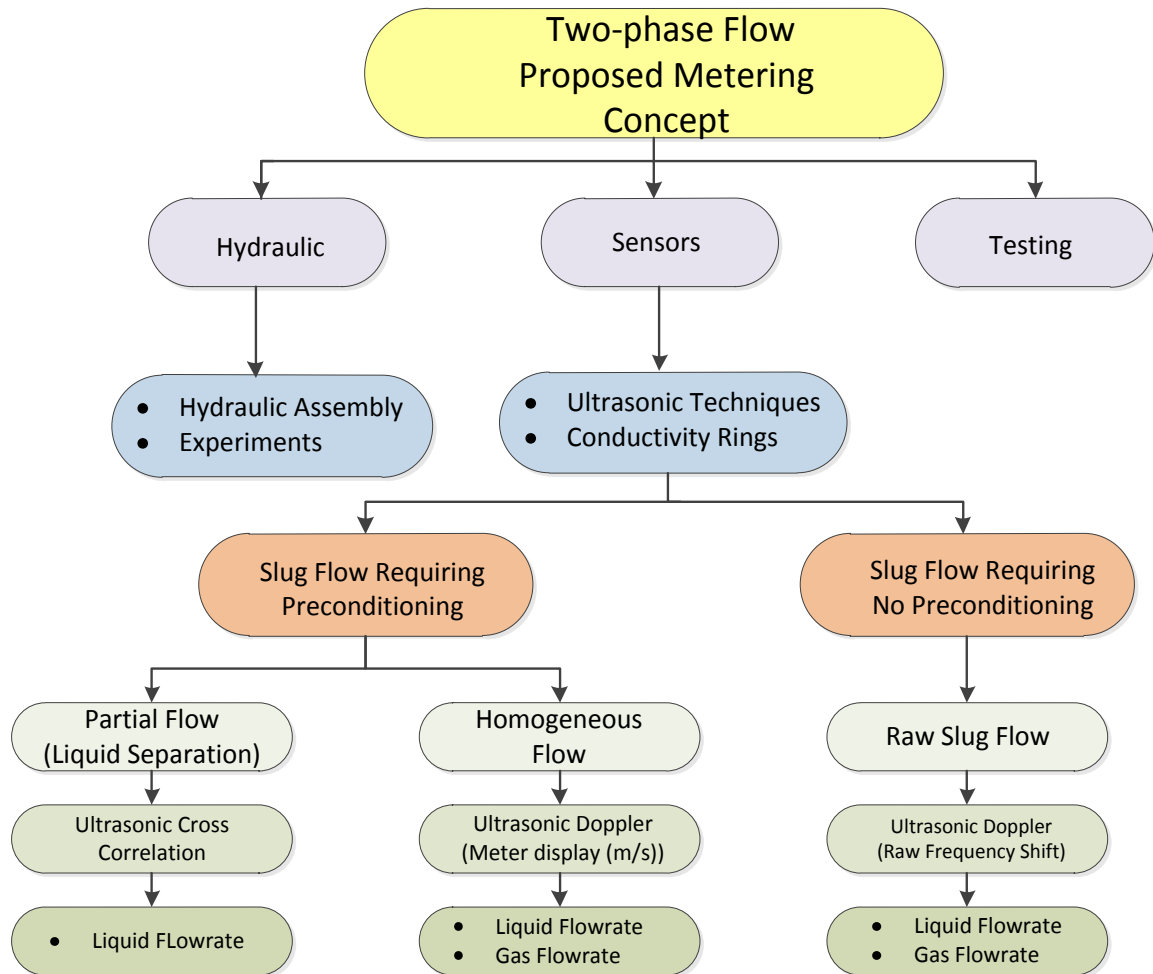 Two-phase Flow
Proposed Metering
Concept
Hydraulic
Sensors
Testing
• Hydraulic Assembly
• Experiments
• Ultrasonic Techniques
• Conductivity Rings
Slug Flow Requiring
Preconditioning
Slug Flow Requiring
No Preconditioning
Partial Flow
(Liquid Separation)
Homogeneous
Flow
Raw Slug Flow
Ultrasonic Cross
Correlation
Ultrasonic Doppler
(Meter display (m/s))
Ultrasonic Doppler
(Raw Frequency Shift)
• Liquid FLowrate
• Liquid Flowrate
• Gas Flowrate
• Liquid Flowrate
• Gas Flowrate